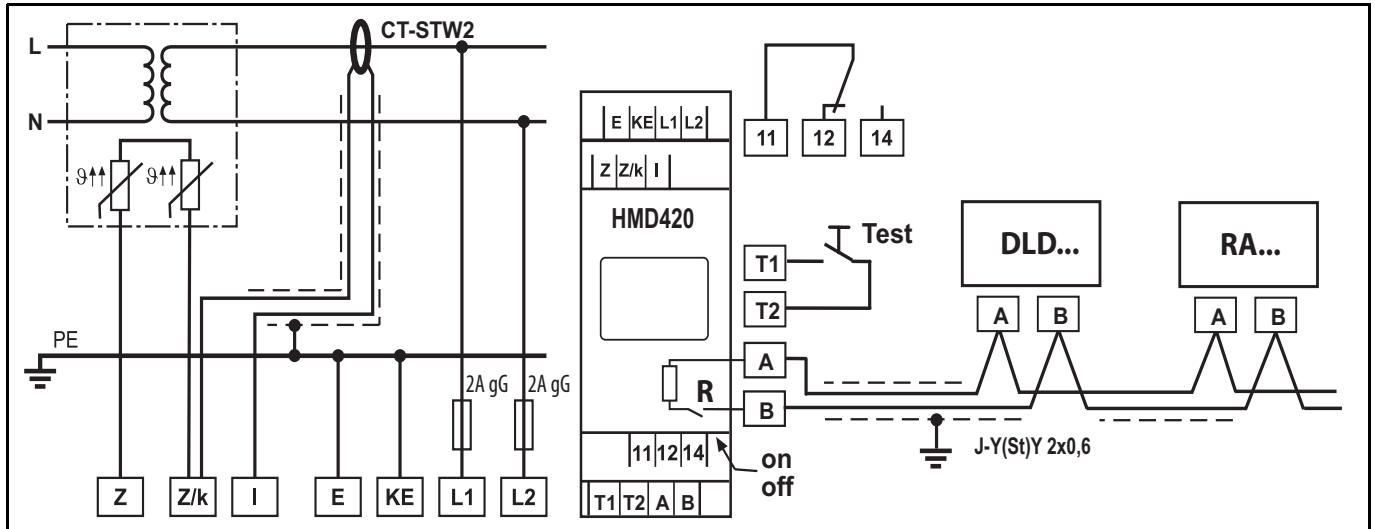 CT-STW2
L
N
ϑ↑↑ ϑ↑↑
PE
2A gG 2A gG
Z Z/k I E KE L1 L2
E KE L1 L2
Z Z/k I
HMD420
R
11 12 14
T1 T2 A B
on
off
11 12 14
T1
T2
Test
A
B
DLD...
A B
RA...
A B
J-Y(St)Y 2x0,6